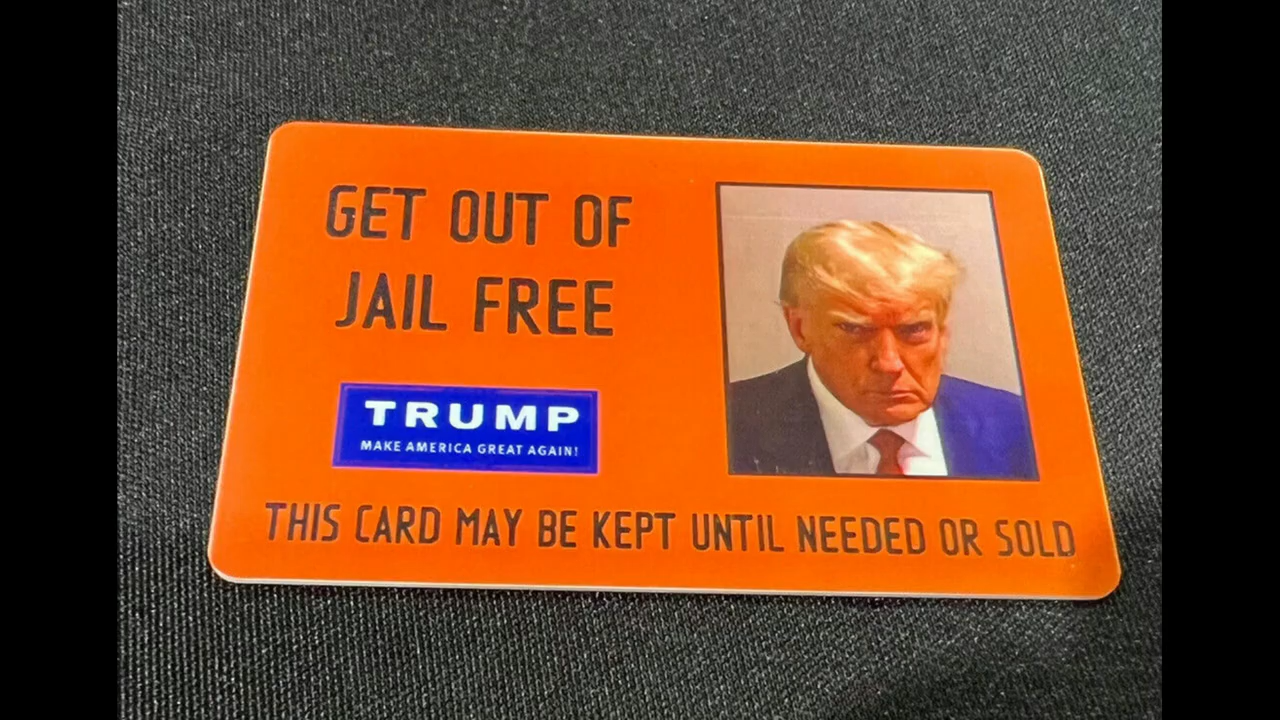 GET OUT OF
JAIL FREE
TRUMP
MAKE AMERICA GREAT AGAIN!
THIS CARD MAY BE KEPT UNTIL NEEDED OR SOLD